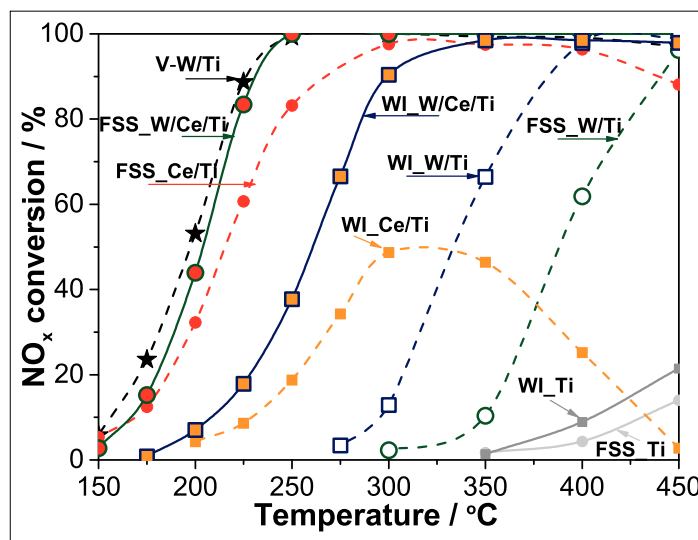 100
80
60
40
20
0
NOx conversion / %
V-W/Ti
FSS_W/Ce/Ti
FSS_Ce/Ti
WI_W/Ce/Ti
FSS_W/Ti
WI_W/Ti
WI_Ce/Ti
WI_Ti
FSS_Ti
150 200 250 300 350 400 450
Temperature / °C